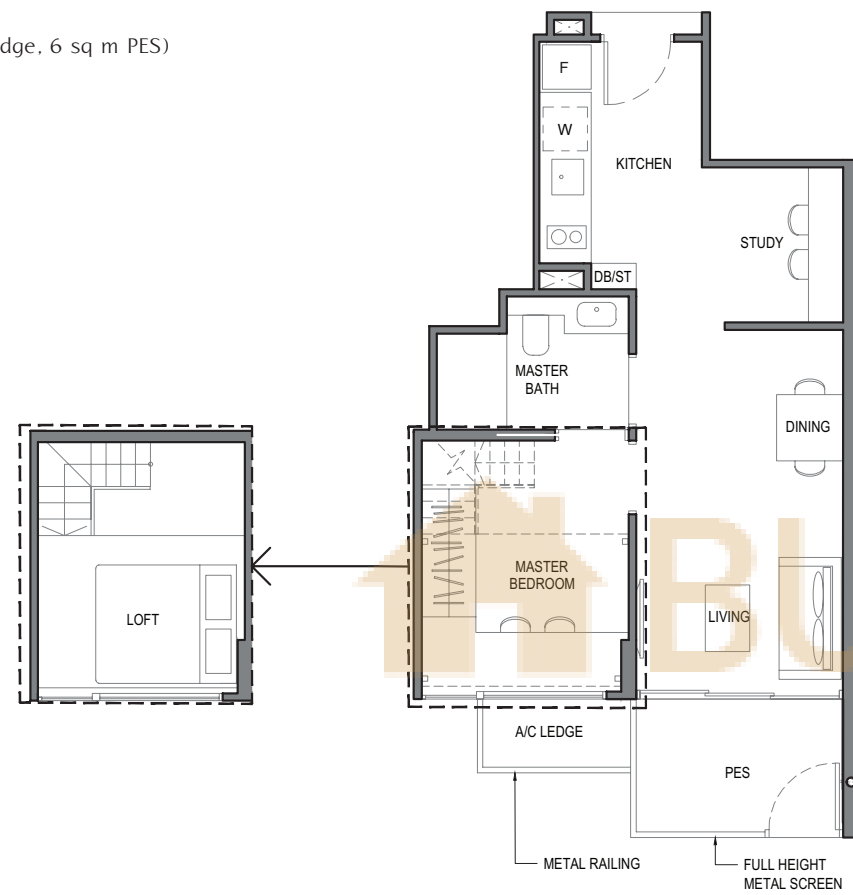 dge, 6 sq m PES)
F
W
KITCHEN
STUDY
DB/ST
MASTER
BATH
DINING
MASTER
BEDROOM
LOFT
LIVING
BU
A/C LEDGE
PES
METAL RAILING
FULL HEIGHT
METAL SCREEN